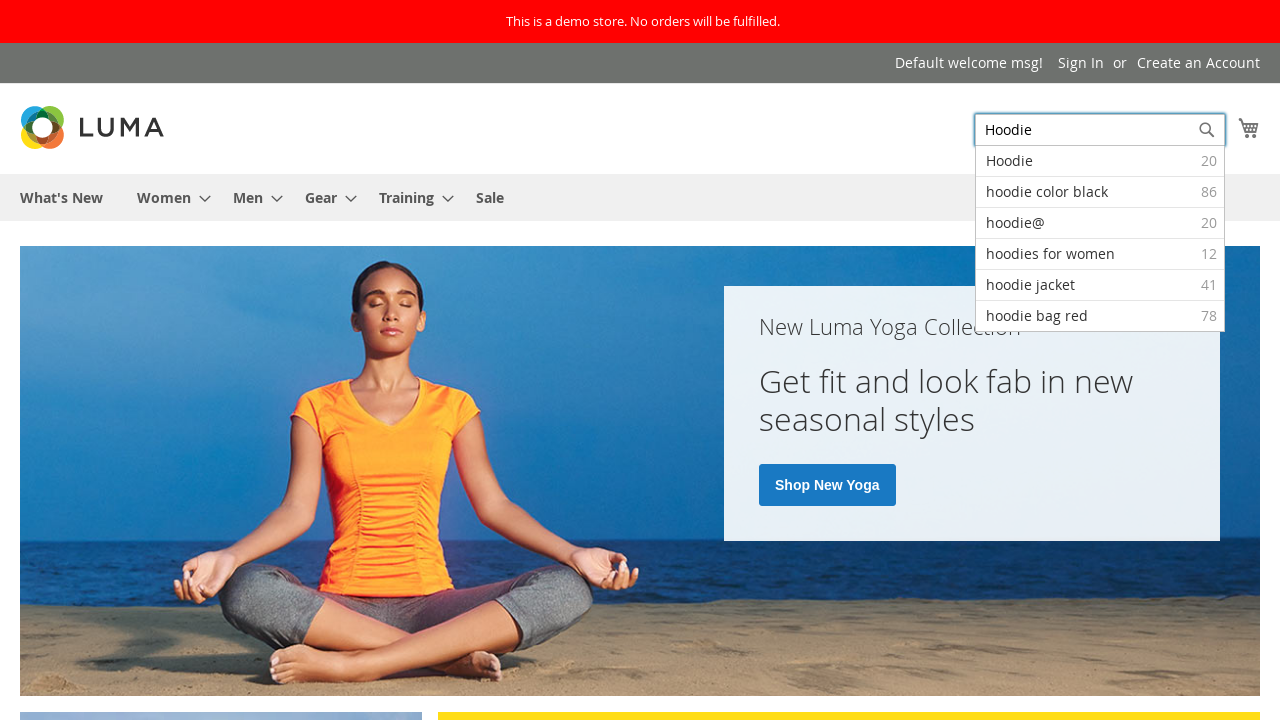 This is a demo store. No orders will be fulfilled.
Default welcome msg! Sign In or Create an Account
LUMA
Hoodie
Hoodie 20
hoodie color black 86
hoodie@ 20
hoodies for women 12
hoodie jacket 41
hoodie bag red 78
What's New Women Men Gear Training Sale
New Luma Yoga Collection
Get fit and look fab in new
seasonal styles
Shop New Yoga